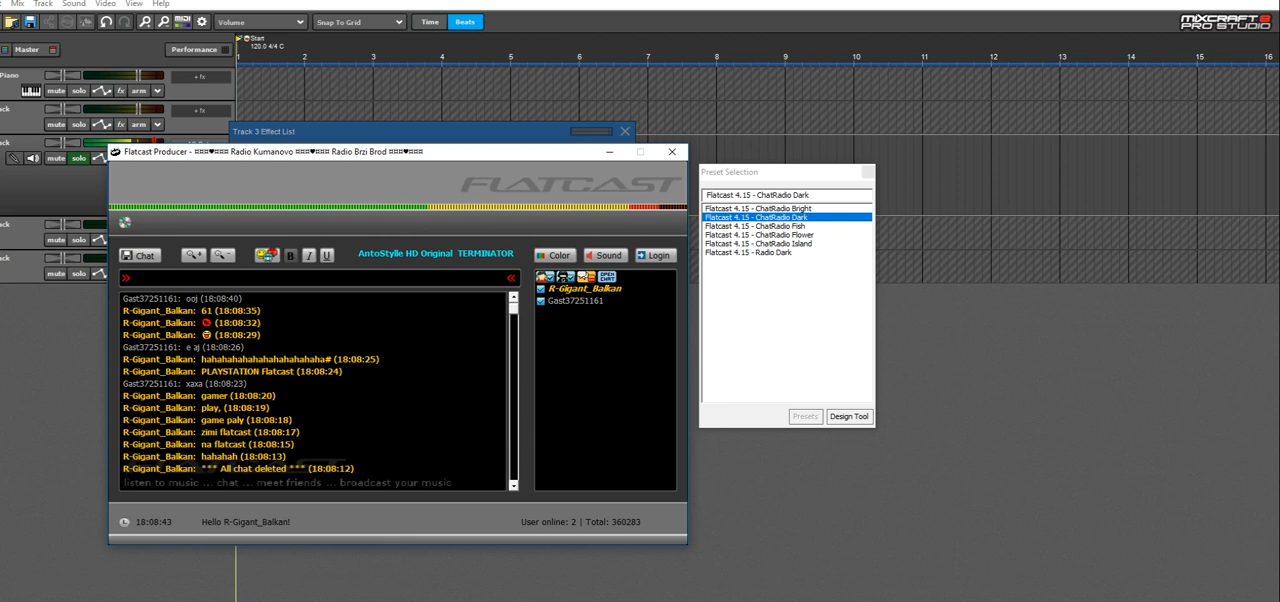 Mix Track Sound Video View Help
Volume Snap To Grid Time Beats
MIXCRAFT 8
PRO STUDIO
Master Performance
Start
120.0 4/4 C
1 2 3 4 5 6 7 8 9 10 11 12 13 14 15 16
Piano + fx
mute solo fx arm
+ fx
mute solo fx arm
Track 3 Effect List
mute solo
mute solo
mute solo
Flatcast Producer - ¤¤¤♥¤¤¤ Radio Kumanovo ¤¤¤♥¤¤¤ Radio Brzi Brod ¤¤¤♥¤¤¤
FLATCAST
Chat B I U AntoStylle HD Original TERMINATOR Color Sound Login
» «
OPEN CHAT
R-Gigant_Balkan
Gast37251161
Gast37251161: ooj (18:08:40)
R-Gigant_Balkan: 61 (18:08:35)
R-Gigant_Balkan: (18:08:32)
R-Gigant_Balkan: (18:08:29)
Gast37251161: e aj (18:08:26)
R-Gigant_Balkan: hahahahahahahahahahaha# (18:08:25)
R-Gigant_Balkan: PLAYSTATION Flatcast (18:08:24)
Gast37251161: xaxa (18:08:23)
R-Gigant_Balkan: gamer (18:08:20)
R-Gigant_Balkan: play, (18:08:19)
R-Gigant_Balkan: game paly (18:08:18)
R-Gigant_Balkan: zimi flatcast (18:08:17)
R-Gigant_Balkan: na flatcast (18:08:15)
R-Gigant_Balkan: hahahah (18:08:13)
R-Gigant_Balkan: *** All chat deleted *** (18:08:12)
listen to music ... chat ... meet friends ... broadcast your music
18:08:43 Hello R-Gigant_Balkan! User online: 2 | Total: 360283
Preset Selection
Flatcast 4.15 - ChatRadio Dark
Flatcast 4.15 - ChatRadio Bright
Flatcast 4.15 - ChatRadio Dark
Flatcast 4.15 - ChatRadio Fish
Flatcast 4.15 - ChatRadio Flower
Flatcast 4.15 - ChatRadio Island
Flatcast 4.15 - Radio Dark
Presets Design Tool